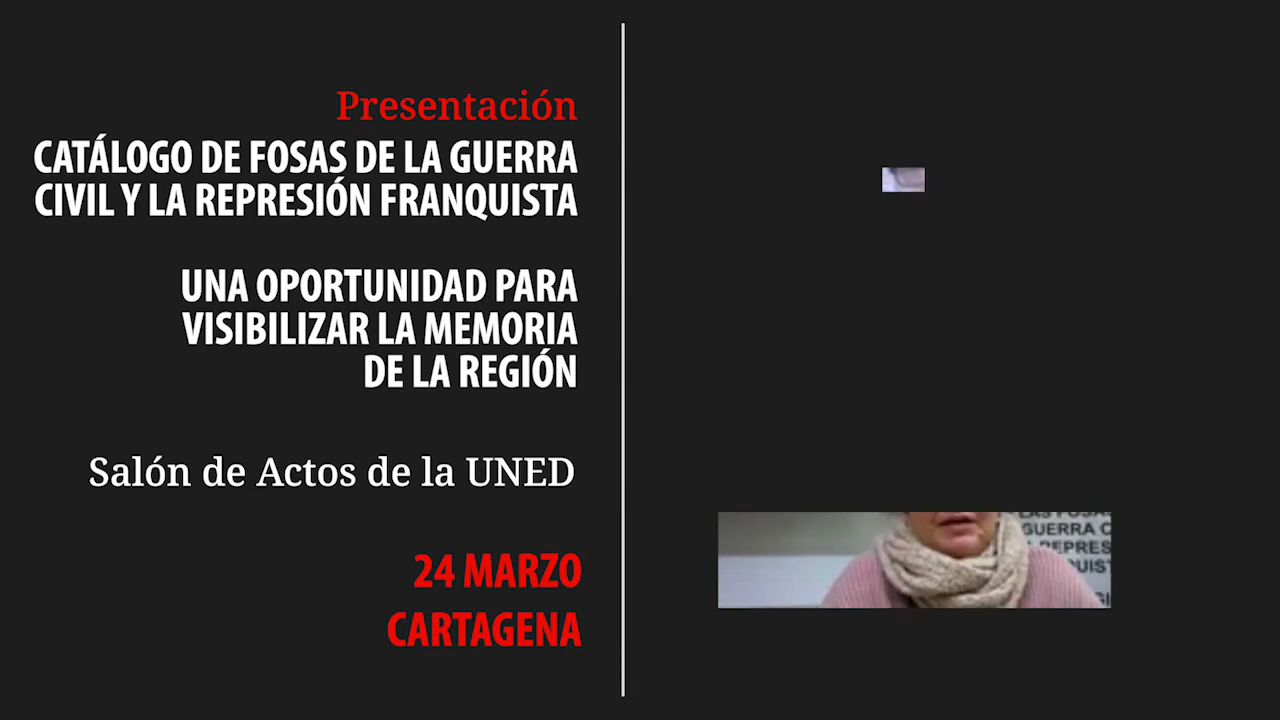 Presentación
CATÁLOGO DE FOSAS DE LA GUERRA
CIVIL Y LA REPRESIÓN FRANQUISTA
UNA OPORTUNIDAD PARA
VISIBILIZAR LA MEMORIA
DE LA REGIÓN
Salón de Actos de la UNED
24 MARZO
CARTAGENA
GUERRA C